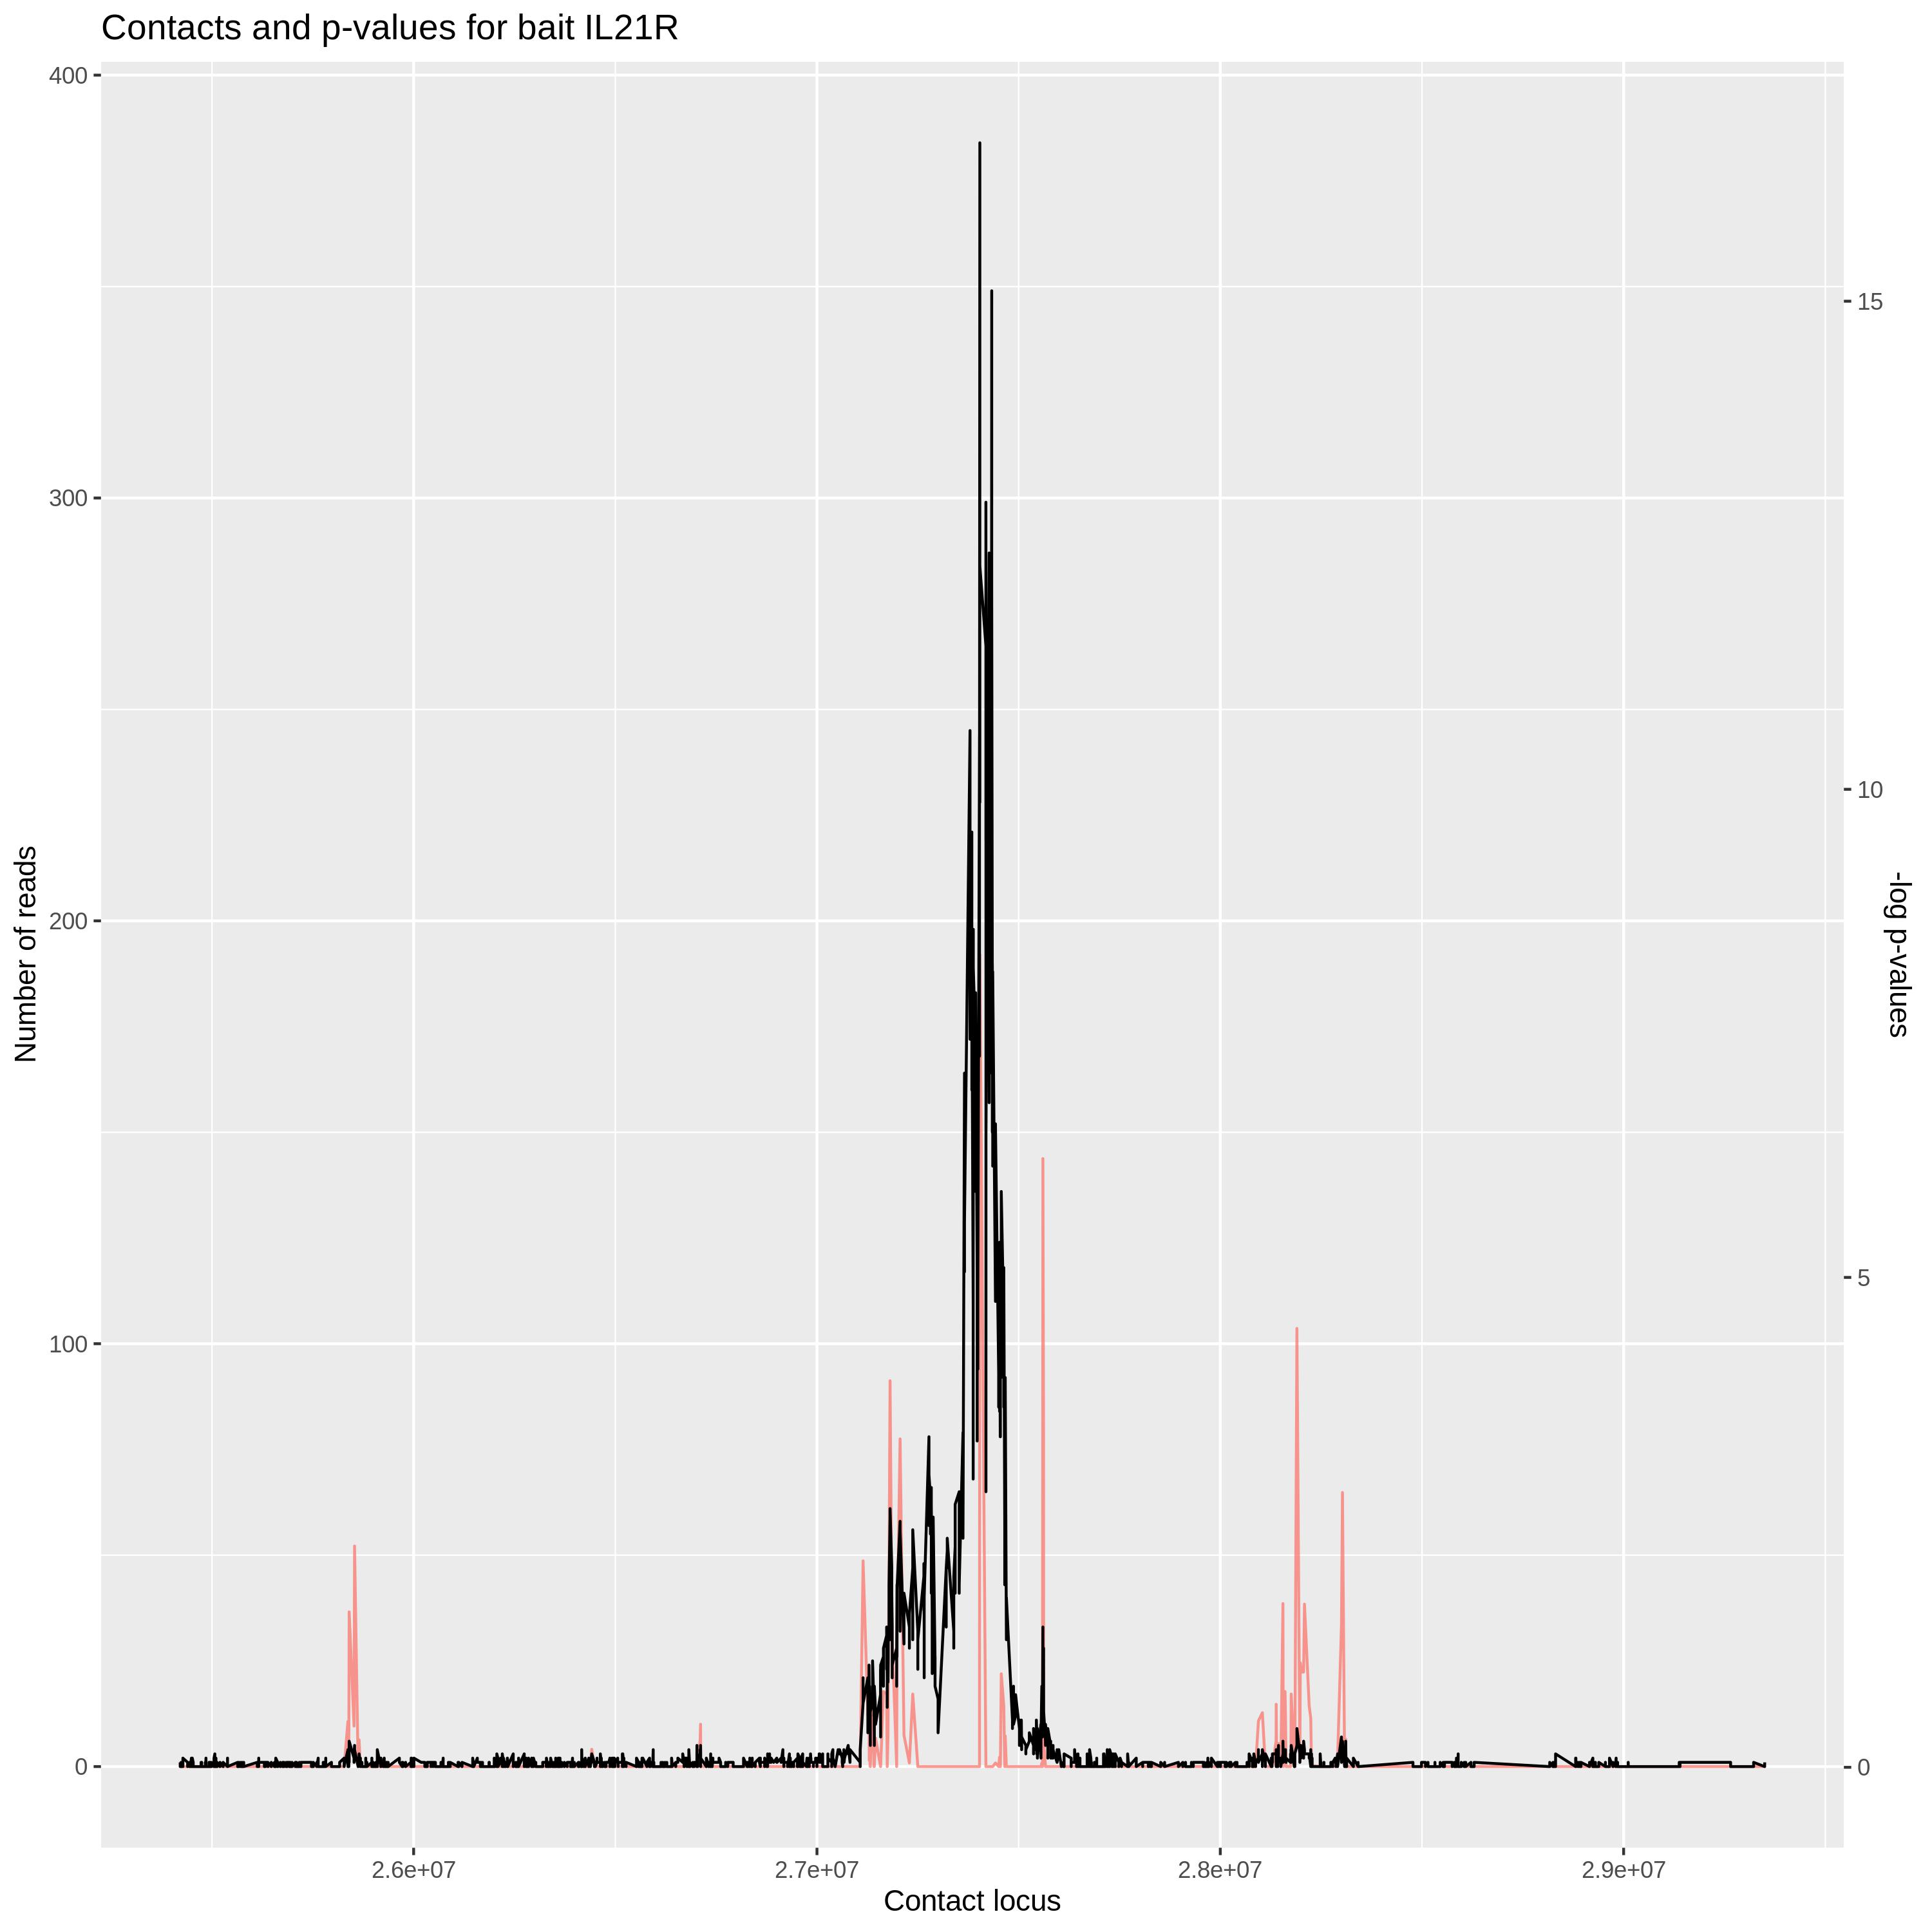 Contacts and p-values for bait IL21R
400
300
200
100
0
Number of reads
15
10
5
0
-log p-values
2.6e+07
2.7e+07
2.8e+07
2.9e+07
Contact locus